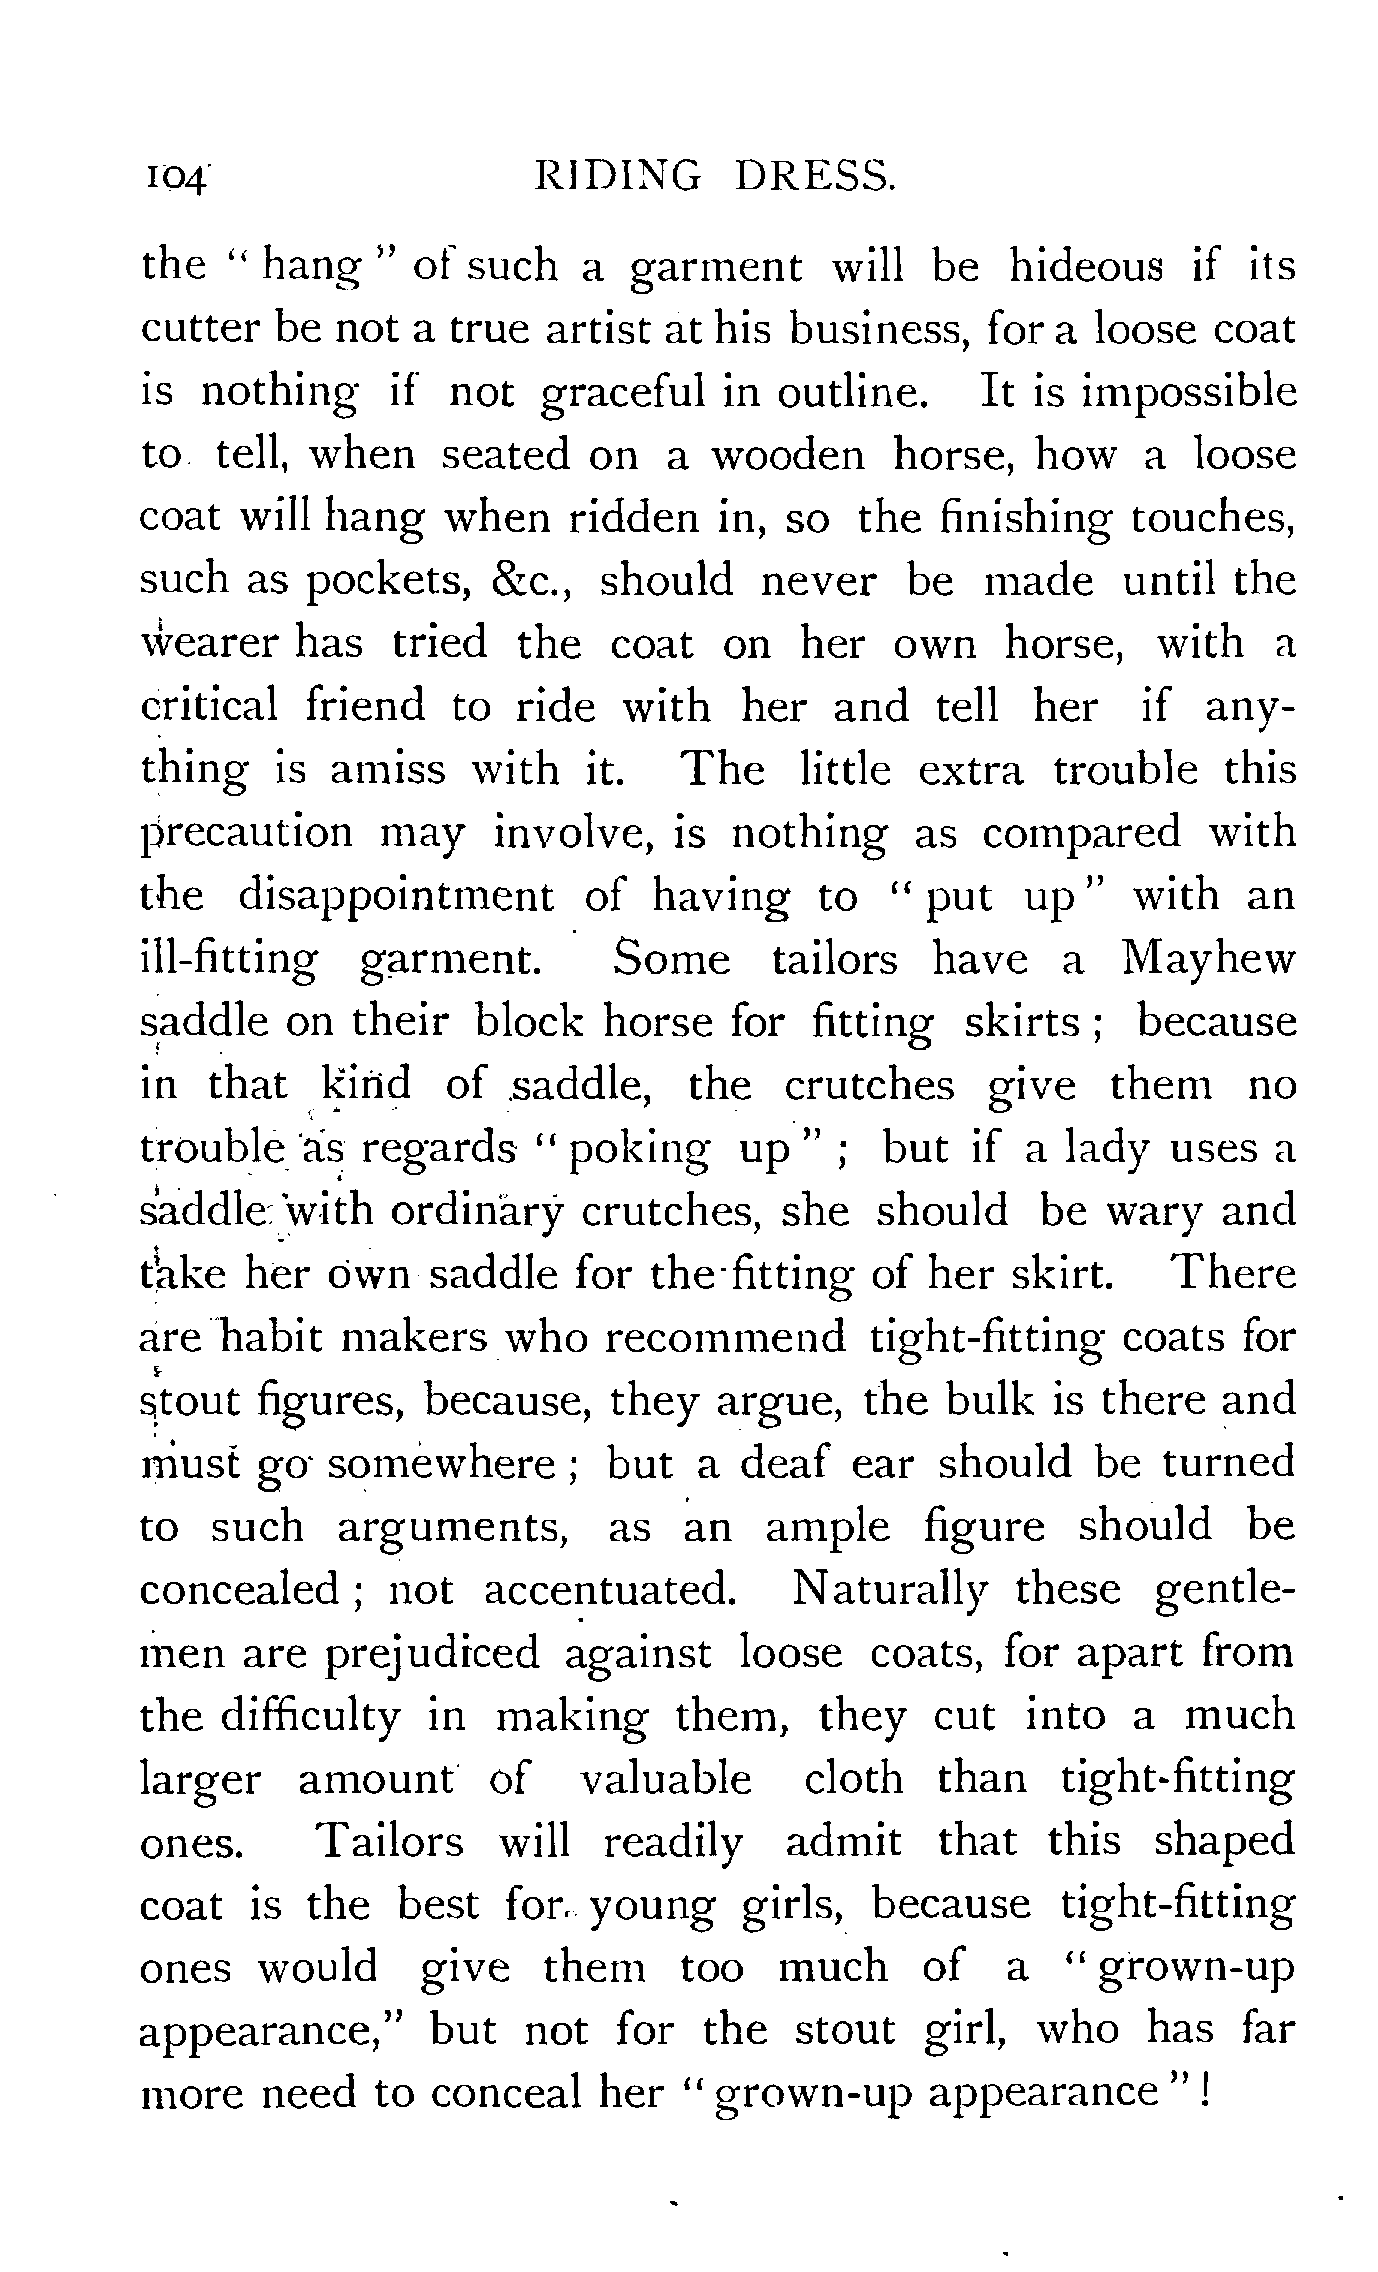 104 RIDING DRESS.
the " hang " of such a garment will be hideous if its
cutter be not a true artist at his business, for a loose coat
is nothing if not graceful in outline. It is impossible
to tell, when seated on a wooden horse, how a loose
coat will hang when ridden in, so the finishing touches,
such as pockets, &c., should never be made until the
wearer has tried the coat on her own horse, with a
critical friend to ride with her and tell her if any-
thing is amiss with it. The little extra trouble this
precaution may involve, is nothing as compared with
the disappointment of having to " put up " with an
ill-fitting garment. Some tailors have a Mayhew
saddle on their block horse for fitting skirts ; because
in that kind of saddle, the crutches give them no
trouble as regards " poking up " ; but if a lady uses a
saddle with ordinary crutches, she should be wary and
take her own saddle for the fitting of her skirt. There
are habit makers who recommend tight-fitting coats for
stout figures, because, they argue, the bulk is there and
must go somewhere ; but a deaf ear should be turned
to such arguments, as an ample figure should be
concealed ; not accentuated. Naturally these gentle-
men are prejudiced against loose coats, for apart from
the difficulty in making them, they cut into a much
larger amount of valuable cloth than tight-fitting
ones. Tailors will readily admit that this shaped
coat is the best for young girls, because tight-fitting
ones would give them too much of a " grown-up
appearance," but not for the stout girl, who has far
more need to conceal her " grown-up appearance " !